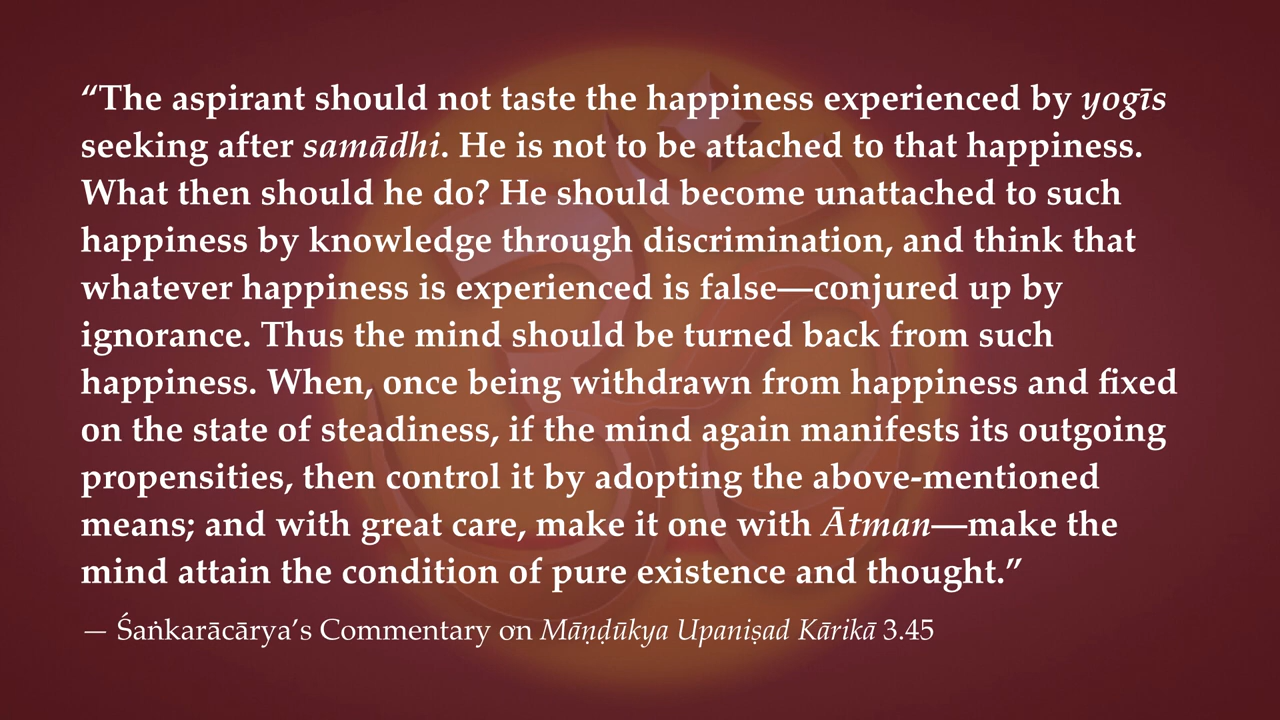 “The aspirant should not taste the happiness experienced by yogīs
seeking after samādhi. He is not to be attached to that happiness.
What then should he do? He should become unattached to such
happiness by knowledge through discrimination, and think that
whatever happiness is experienced is false—conjured up by
ignorance. Thus the mind should be turned back from such
happiness. When, once being withdrawn from happiness and fixed
on the state of steadiness, if the mind again manifests its outgoing
propensities, then control it by adopting the above-mentioned
means; and with great care, make it one with Ātman—make the
mind attain the condition of pure existence and thought.”
— Śaṅkarācārya’s Commentary on Māṇḍūkya Upaniṣad Kārikā 3.45